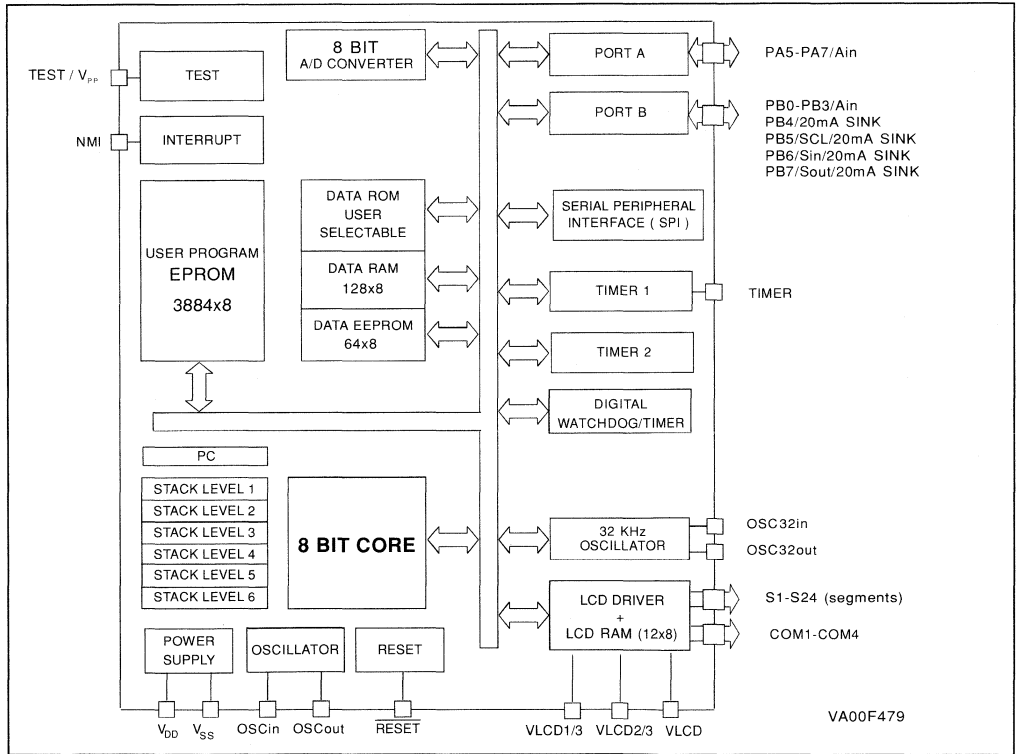 TEST / VPP
TEST
NMI
INTERRUPT
USER PROGRAM
EPROM
3884x8
8 BIT
A/D CONVERTER
DATA ROM
USER
SELECTABLE
DATA RAM
128x8
DATA EEPROM
64x8
PORT A
PA5-PA7/Ain
PORT B
PB0-PB3/Ain
PB4/20mA SINK
PB5/SCL/20mA SINK
PB6/Sin/20mA SINK
PB7/Sout/20mA SINK
SERIAL PERIPHERAL
INTERFACE ( SPI )
TIMER 1
TIMER
TIMER 2
DIGITAL
WATCHDOG/TIMER
PC
STACK LEVEL 1
STACK LEVEL 2
STACK LEVEL 3
STACK LEVEL 4
STACK LEVEL 5
STACK LEVEL 6
8 BIT CORE
32 KHz
OSCILLATOR
OSC32in
OSC32out
LCD DRIVER
+
LCD RAM (12x8)
S1-S24 (segments)
COM1-COM4
POWER
SUPPLY
OSCILLATOR
RESET
VDD
VSS
OSCin
OSCout
RESET
VLCD1/3
VLCD2/3
VLCD
VA00F479